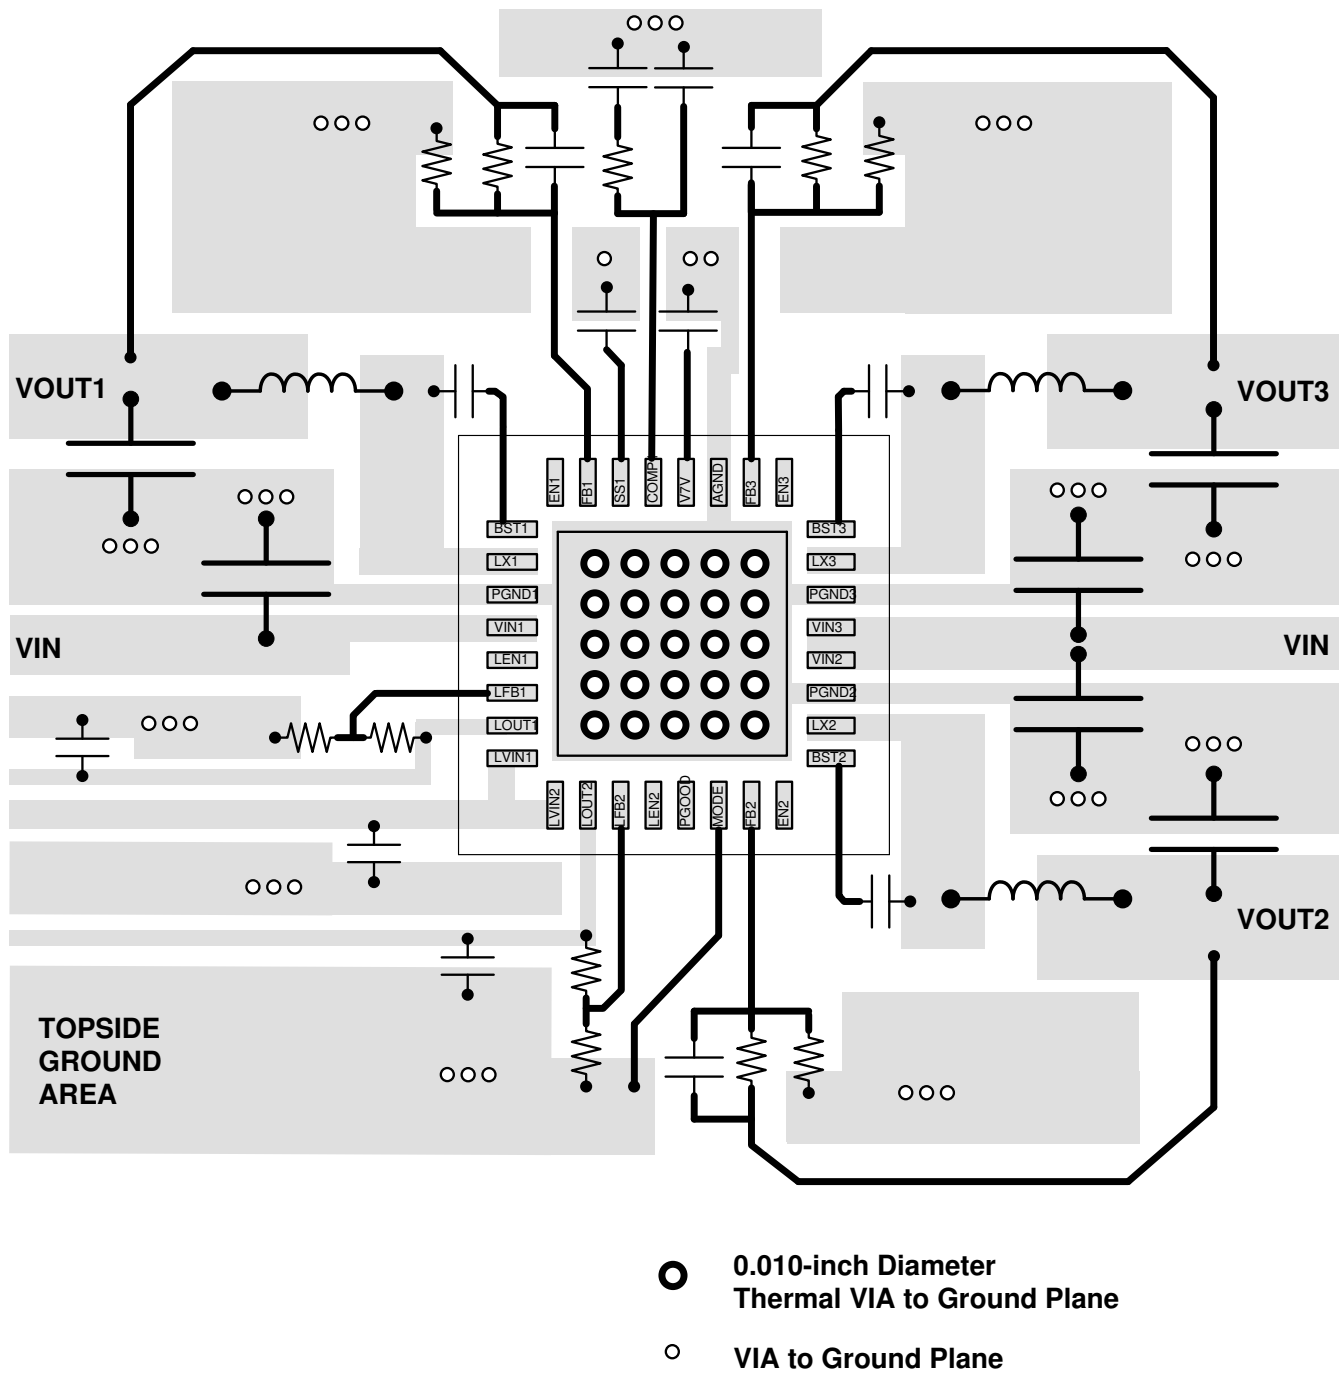 VOUT1
VOUT3
EN1
FB1
SS1
COMP
V7V
AGND
FB3
EN3
BST1
BST3
LX1
LX3
PGND1
PGND3
VIN1
VIN3
VIN
VIN
LEN1
VIN2
LFB1
PGND2
LOUT1
LX2
LVIN1
BST2
LVIN2
LOUT2
LFB2
LEN2
PGOOD
MODE
FB2
EN2
VOUT2
TOPSIDE
GROUND
AREA
0.010-inch Diameter
Thermal VIA to Ground Plane
VIA to Ground Plane